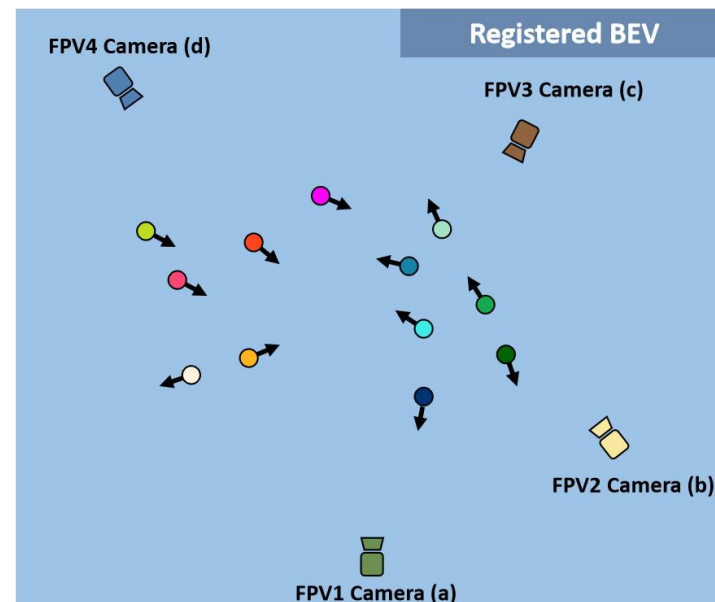 Registered BEV
FPV4 Camera (d)
FPV3 Camera (c)
FPV2 Camera (b)
FPV1 Camera (a)